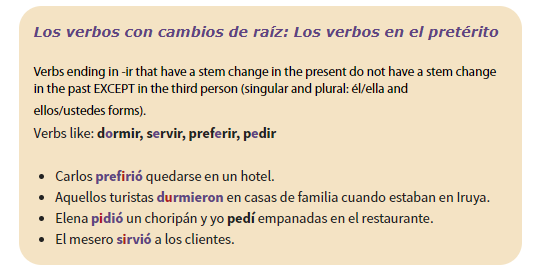 Los verbos con cambios de raíz: Los verbos en el pretérito
Verbs ending in -ir that have a stem change in the present do not have a stem change
in the past EXCEPT in the third person (singular and plural: él/ella and
ellos/ustedes forms).
Verbs like: dormir, servir, preferir, pedir
• Carlos prefirió quedarse en un hotel.
• Aquellos turistas durmieron en casas de familia cuando estaban en Iruya.
• Elena pidió un choripán y yo pedí empanadas en el restaurante.
• El mesero sirvió a los clientes.